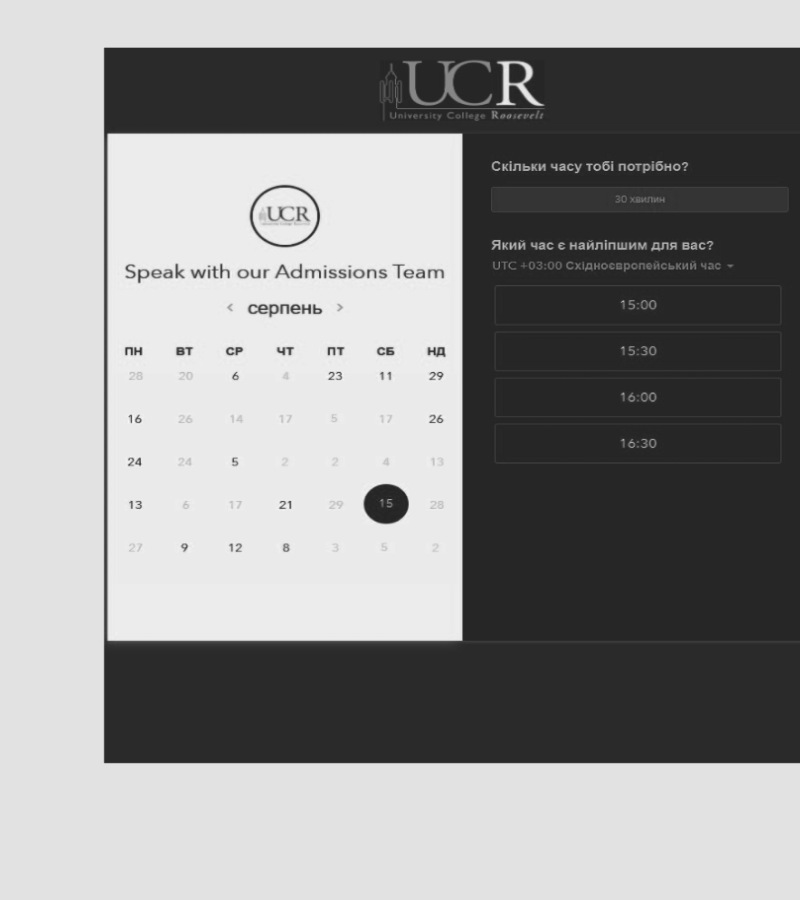 UCR
University College Roosevelt
UCR
Speak with our Admissions Team
< серпень >
ПН ВТ СР ЧТ ПТ СБ НД
28 20 6 4 23 11 29
16 26 14 17 5 17 26
24 24 5 2 2 4 13
13 6 17 21 29 15 28
27 9 12 8 3 5 2
Скільки часу тобі потрібно?
30 хвилин
Який час є найліпшим для вас?
UTC +03:00 Східноєвропейський час
15:00
15:30
16:00
16:30